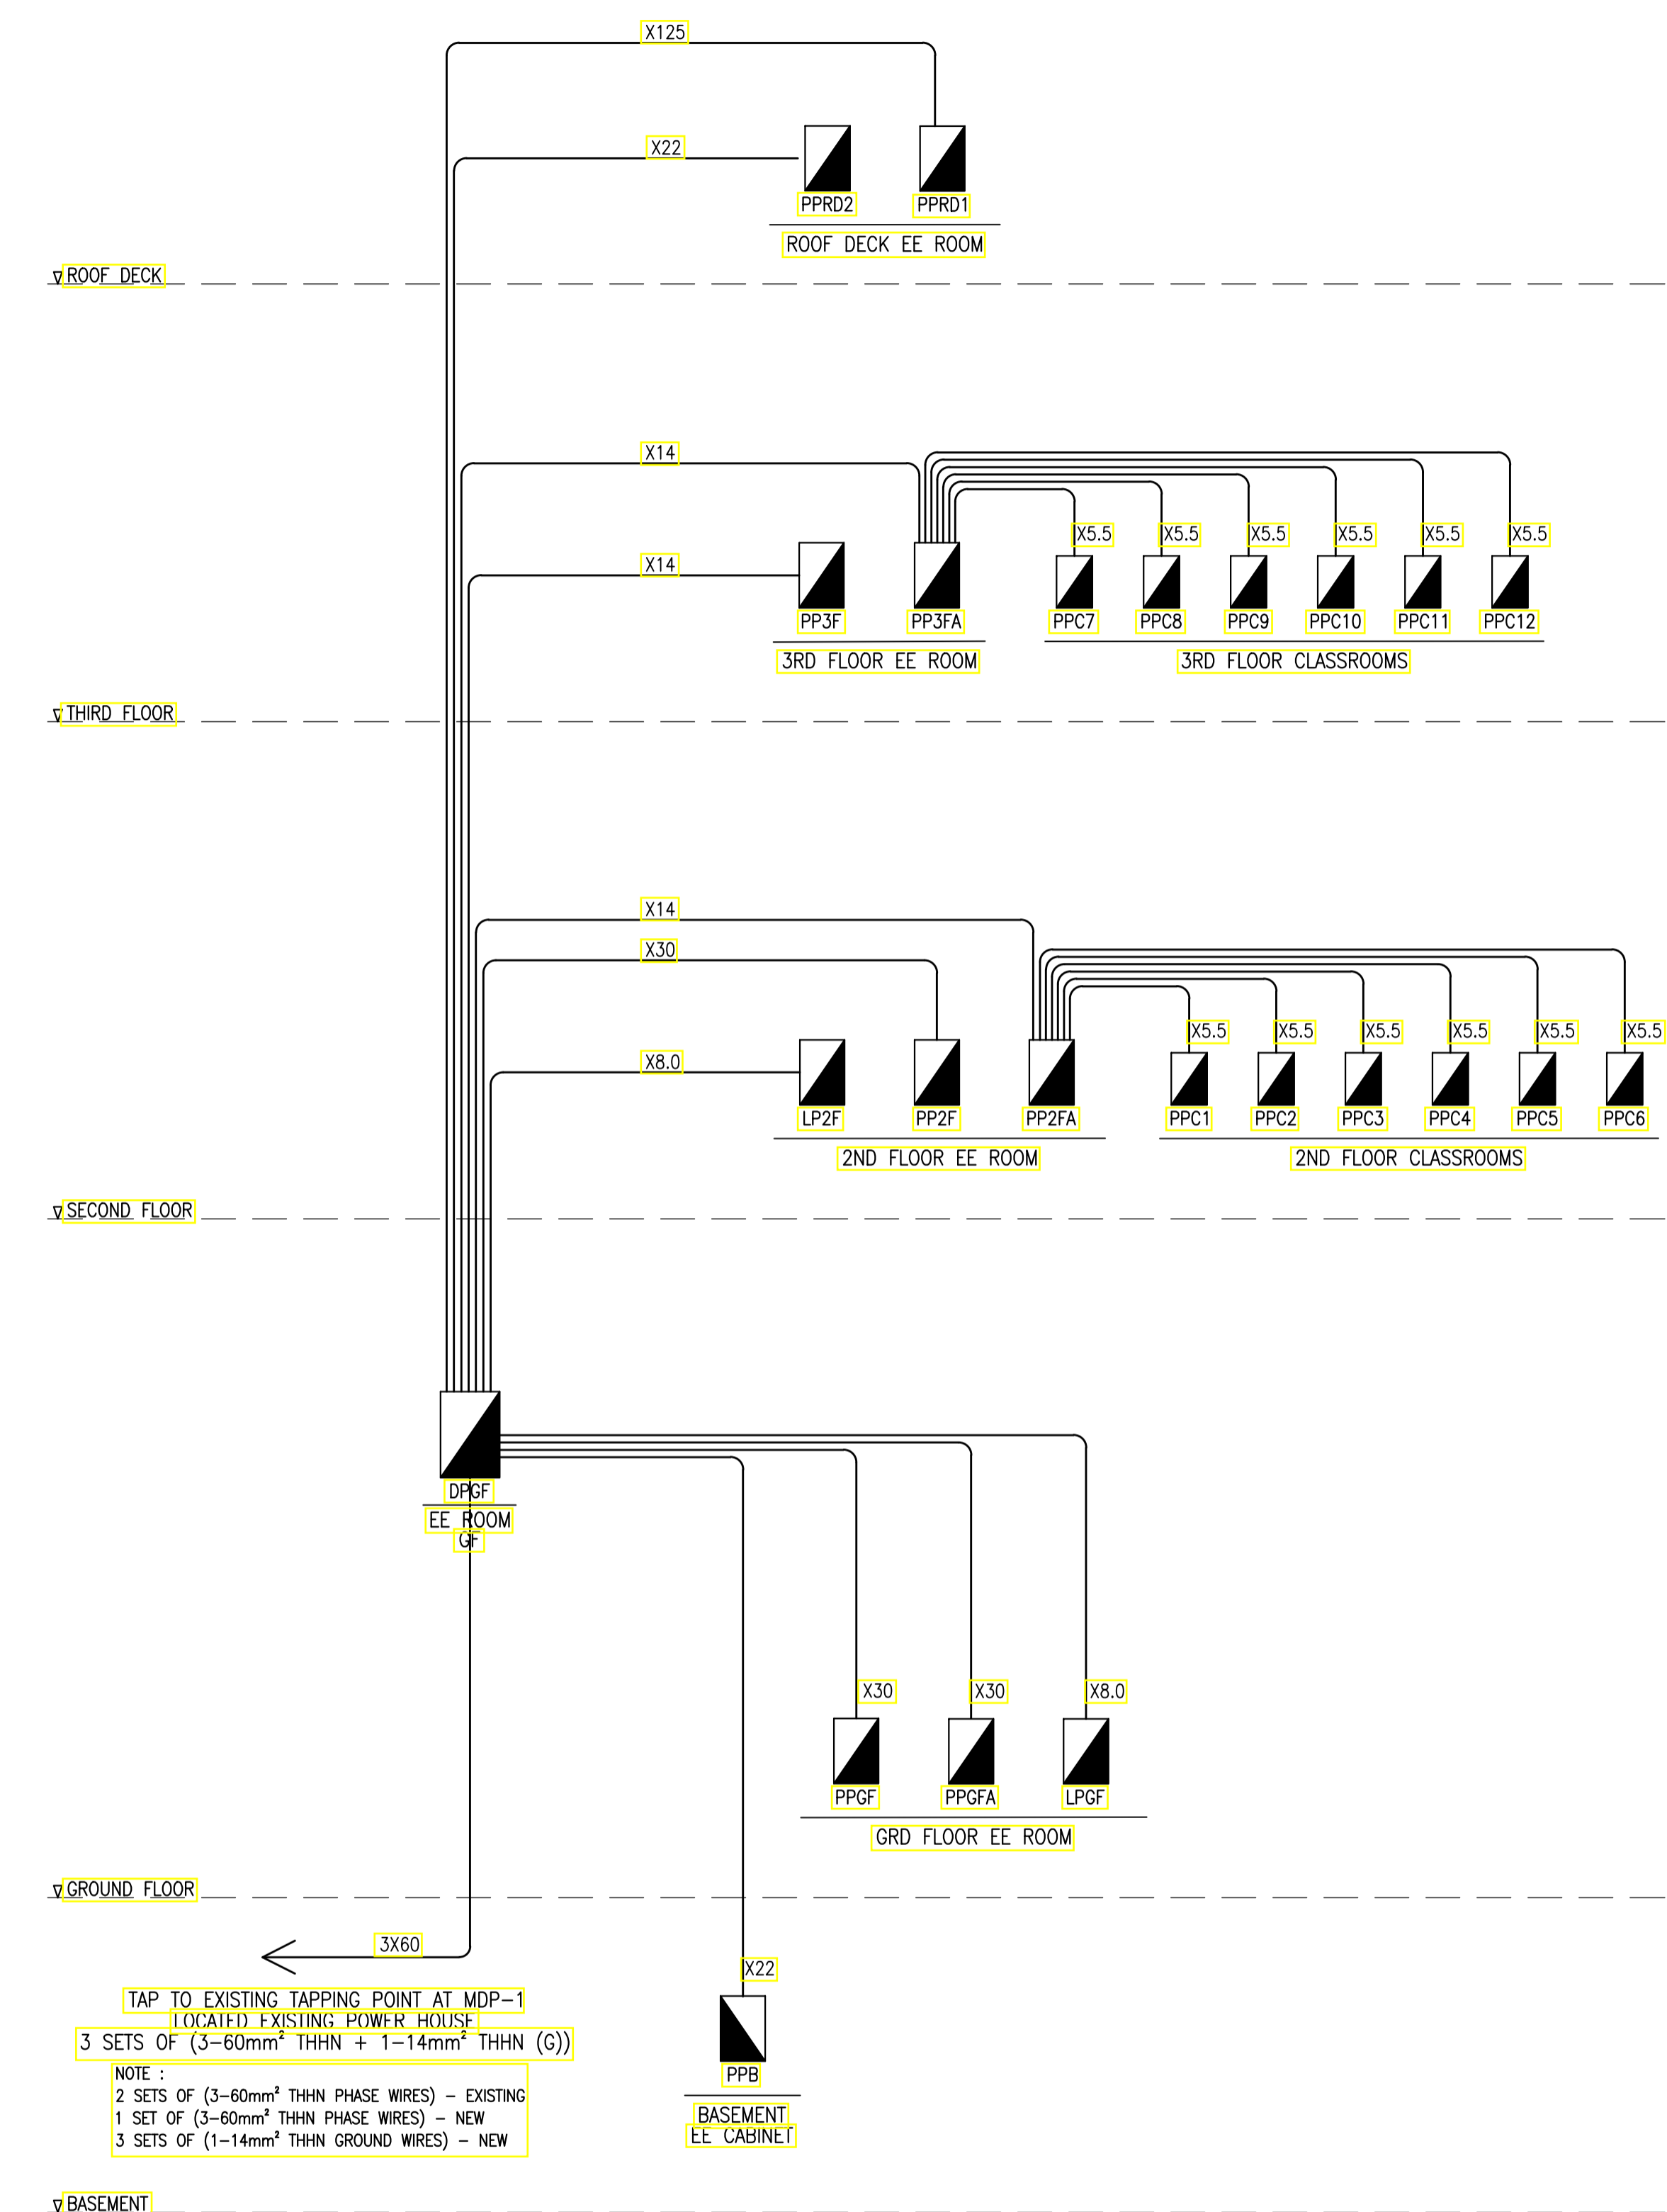 X125
X22
PPRD2
PPRD1
ROOF DECK EE ROOM
ROOF DECK
X14
X5.5
X5.5
X5.5
X5.5
X5.5
X5.5
X14
PP3F
PP3FA
PPC7
PPC8
PPC9
PPC10
PPC11
PPC12
3RD FLOOR EE ROOM
3RD FLOOR CLASSROOMS
THIRD FLOOR
X14
X30
X5.5
X5.5
X5.5
X5.5
X5.5
X5.5
X8.0
LP2F
PP2F
PP2FA
PPC1
PPC2
PPC3
PPC4
PPC5
PPC6
2ND FLOOR EE ROOM
2ND FLOOR CLASSROOMS
SECOND FLOOR
DPGF
EE ROOM
GF
X30
X30
X8.0
PPGF
PPGFA
LPGF
GRD FLOOR EE ROOM
GROUND FLOOR
3X60
X22
TAP TO EXISTING TAPPING POINT AT MDP-1
LOCATED EXISTING POWER HOUSE
3 SETS OF (3-60mm² THHN + 1-14mm² THHN (G))
NOTE :
2 SETS OF (3-60mm² THHN PHASE WIRES) - EXISTING
1 SET OF (3-60mm² THHN PHASE WIRES) - NEW
3 SETS OF (1-14mm² THHN GROUND WIRES) - NEW
PPB
BASEMENT
EE CABINET
BASEMENT